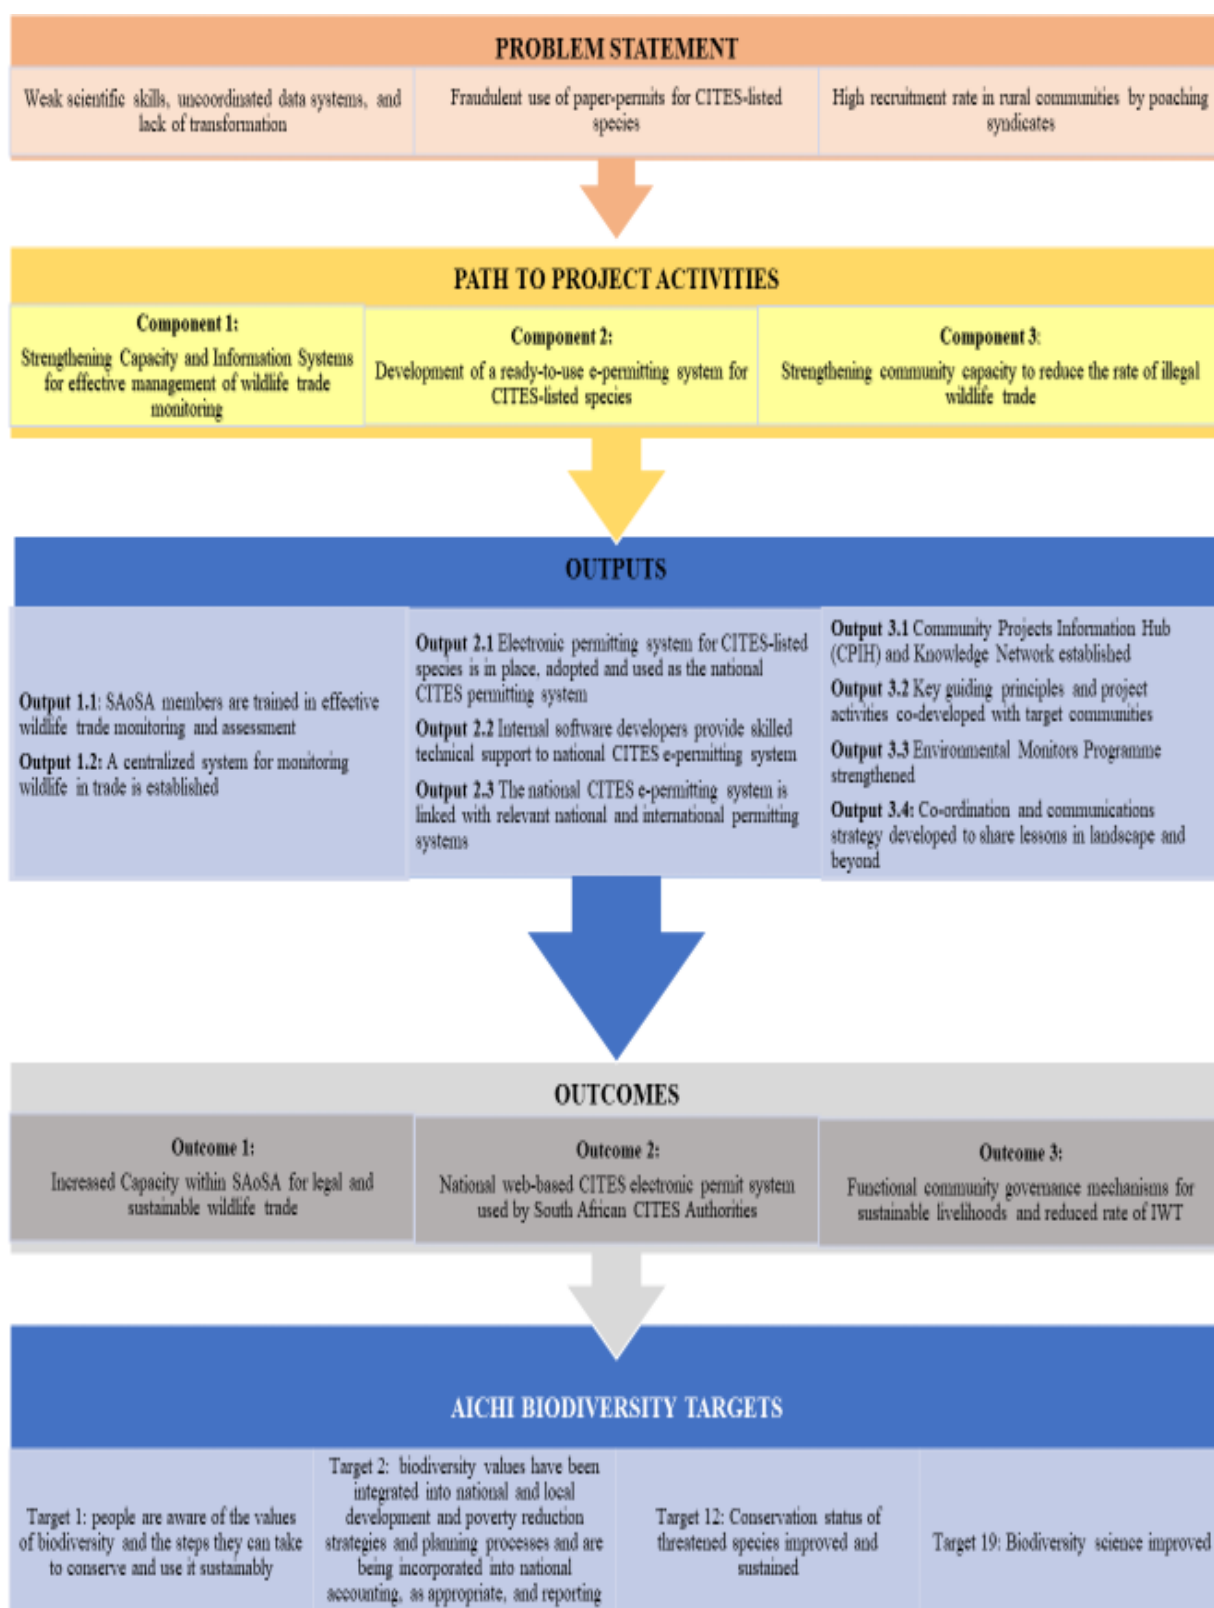 PROBLEM STATEMENT
Weak scientific skills, uncoordinated data systems, and
lack of transformation
Fraudulent use of paper-permits for CITES-listed
species
High recruitment rate in rural communities by poaching
syndicates
PATH TO PROJECT ACTIVITIES
Component 1:
Strengthening Capacity and Information Systems
for effective management of wildlife trade
monitoring
Component 2:
Development of a ready-to-use e-permitting system for
CITES-listed species
Component 3:
Strengthening community capacity to reduce the rate of illegal
wildlife trade
OUTPUTS
Output 1.1: SAoSA members are trained in effective
wildlife trade monitoring and assessment
Output 1.2: A centralized system for monitoring
wildlife in trade is established
Output 2.1 Electronic permitting system for CITES-listed
species is in place, adopted and used as the national
CITES permitting system
Output 2.2 Internal software developers provide skilled
technical support to national CITES e-permitting system
Output 2.3 The national CITES e-permitting system is
linked with relevant national and international permitting
systems
Output 3.1 Community Projects Information Hub
(CPIH) and Knowledge Network established
Output 3.2 Key guiding principles and project
activities co-developed with target communities
Output 3.3 Environmental Monitors Programme
strengthened
Output 3.4: Co-ordination and communications
strategy developed to share lessons in landscape and
beyond
OUTCOMES
Outcome 1:
Increased Capacity within SAoSA for legal and
sustainable wildlife trade
Outcome 2:
National web-based CITES electronic permit system
used by South African CITES Authorities
Outcome 3:
Functional community governance mechanisms for
sustainable livelihoods and reduced rate of IWT
AICHI BIODIVERSITY TARGETS
Target 1: people are aware of the values
of biodiversity and the steps they can take
to conserve and use it sustainably
Target 2: biodiversity values have been
integrated into national and local
development and poverty reduction
strategies and planning processes and are
being incorporated into national
accounting, as appropriate, and reporting
Target 12: Conservation status of
threatened species improved and
sustained
Target 19: Biodiversity science improved